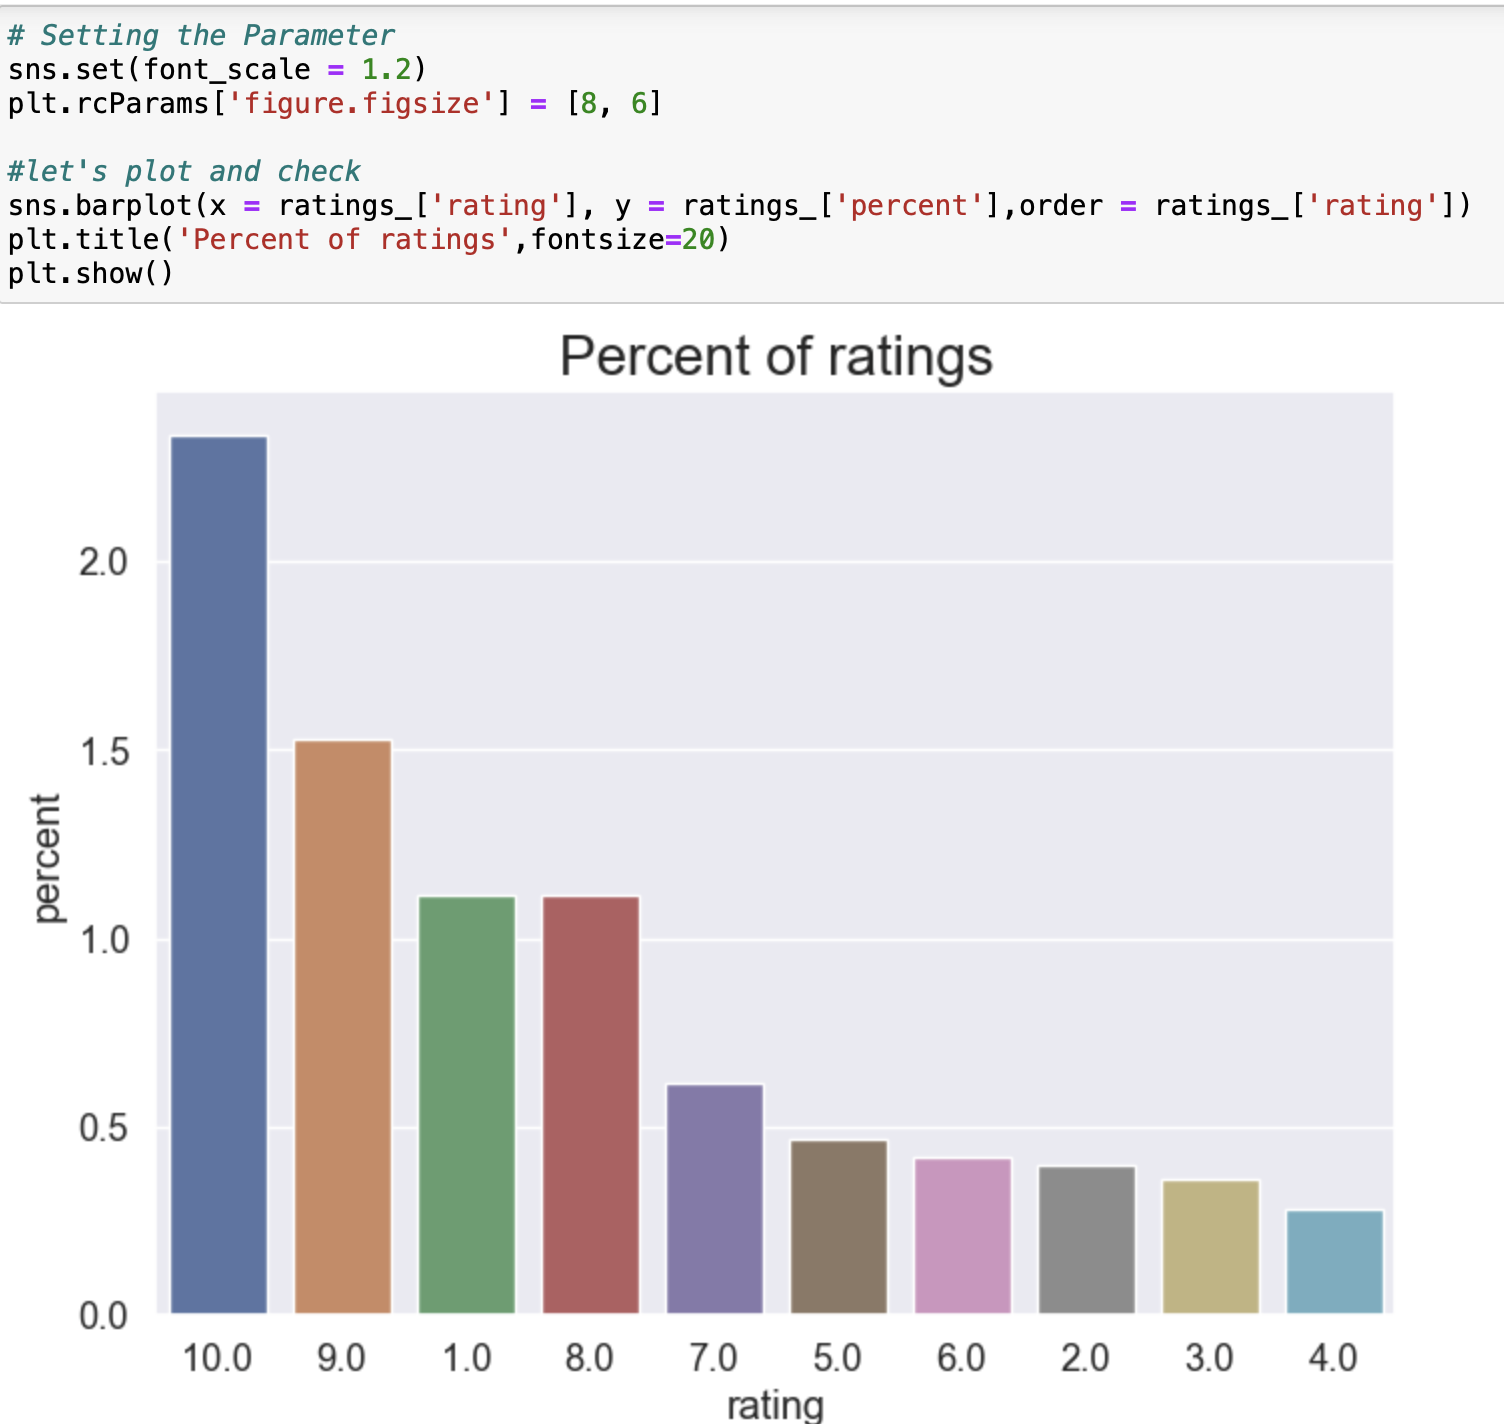 # Setting the Parameter
sns.set(font_scale = 1.2)
plt.rcParams['figure.figsize'] = [8, 6]
#let's plot and check
sns.barplot(x = ratings_['rating'], y = ratings_['percent'],order = ratings_['rating'])
plt.title('Percent of ratings',fontsize=20)
plt.show()
Percent of ratings
2.0
1.5
1.0
0.5
0.0
percent
10.0 9.0 1.0 8.0 7.0 5.0 6.0 2.0 3.0 4.0
rating